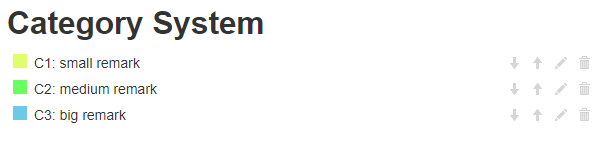 Category System
C1: small remark
C2: medium remark
C3: big remark